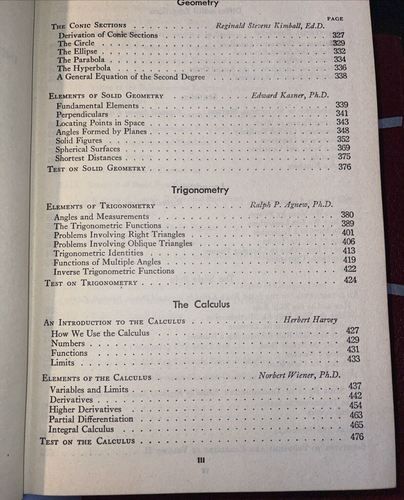 Geometry
PAGE
THE CONIC SECTIONS . . . . . . Reginald Stevens Kimball, Ed.D.
Derivation of Conic Sections . . . . . . 327
The Circle . . . . . . 329
The Ellipse . . . . . . 332
The Parabola . . . . . . 334
The Hyperbola . . . . . . 336
A General Equation of the Second Degree . . . . . . 338
ELEMENTS OF SOLID GEOMETRY . . . . . . Edward Kasner, Ph.D.
Fundamental Elements . . . . . . 339
Perpendiculars . . . . . . 341
Locating Points in Space . . . . . . 343
Angles Formed by Planes . . . . . . 348
Solid Figures . . . . . . 352
Spherical Surfaces . . . . . . 369
Shortest Distances . . . . . . 375
TEST ON SOLID GEOMETRY . . . . . . 376
Trigonometry
ELEMENTS OF TRIGONOMETRY . . . . . . Ralph P. Agnew, Ph.D.
Angles and Measurements . . . . . . 380
The Trigonometric Functions . . . . . . 389
Problems Involving Right Triangles . . . . . . 401
Problems Involving Oblique Triangles . . . . . . 406
Trigonometric Identities . . . . . . 413
Functions of Multiple Angles . . . . . . 419
Inverse Trigonometric Functions . . . . . . 422
TEST ON TRIGONOMETRY . . . . . . 424
The Calculus
AN INTRODUCTION TO THE CALCULUS . . . . . . Herbert Harvey
How We Use the Calculus . . . . . . 427
Numbers . . . . . . 429
Functions . . . . . . 431
Limits . . . . . . 433
ELEMENTS OF THE CALCULUS . . . . . . Norbert Wiener, Ph.D.
Variables and Limits . . . . . . 437
Derivatives . . . . . . 442
Higher Derivatives . . . . . . 454
Partial Differentiation . . . . . . 463
Integral Calculus . . . . . . 465
TEST ON THE CALCULUS . . . . . . 476
III